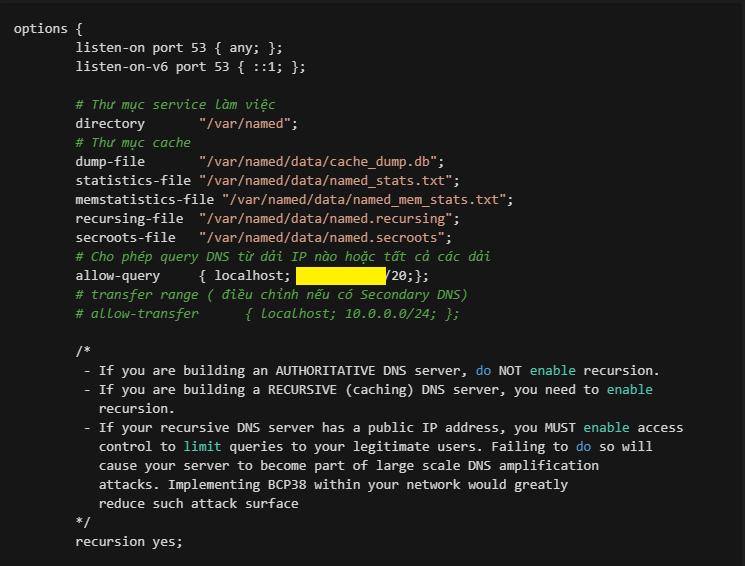 options {
listen-on port 53 { any; };
listen-on-v6 port 53 { ::1; };
# Thư mục service làm việc
directory "/var/named";
# Thư mục cache
dump-file "/var/named/data/cache_dump.db";
statistics-file "/var/named/data/named_stats.txt";
memstatistics-file "/var/named/data/named_mem_stats.txt";
recursing-file "/var/named/data/named.recursing";
secroots-file "/var/named/data/named.secroots";
# Cho phép query DNS từ dải IP nào hoặc tất cả các dải
allow-query { localhost; /20;};
# transfer range ( điều chỉnh nếu có Secondary DNS)
# allow-transfer { localhost; 10.0.0.0/24; };
/*
- If you are building an AUTHORITATIVE DNS server, do NOT enable recursion.
- If you are building a RECURSIVE (caching) DNS server, you need to enable
recursion.
- If your recursive DNS server has a public IP address, you MUST enable access
control to limit queries to your legitimate users. Failing to do so will
cause your server to become part of large scale DNS amplification
attacks. Implementing BCP38 within your network would greatly
reduce such attack surface
*/
recursion yes;